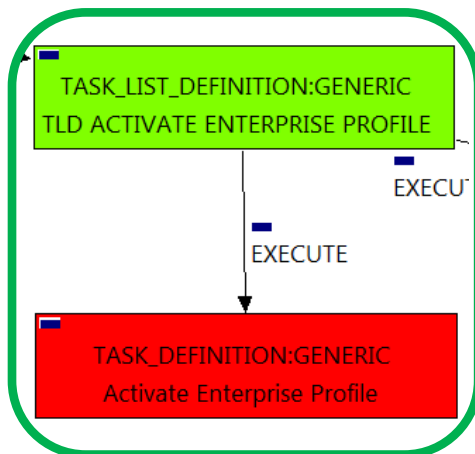 TASK_LIST_DEFINITION:GENERIC
TLD ACTIVATE ENTERPRISE PROFILE
EXECUTE
TASK_DEFINITION:GENERIC
Activate Enterprise Profile